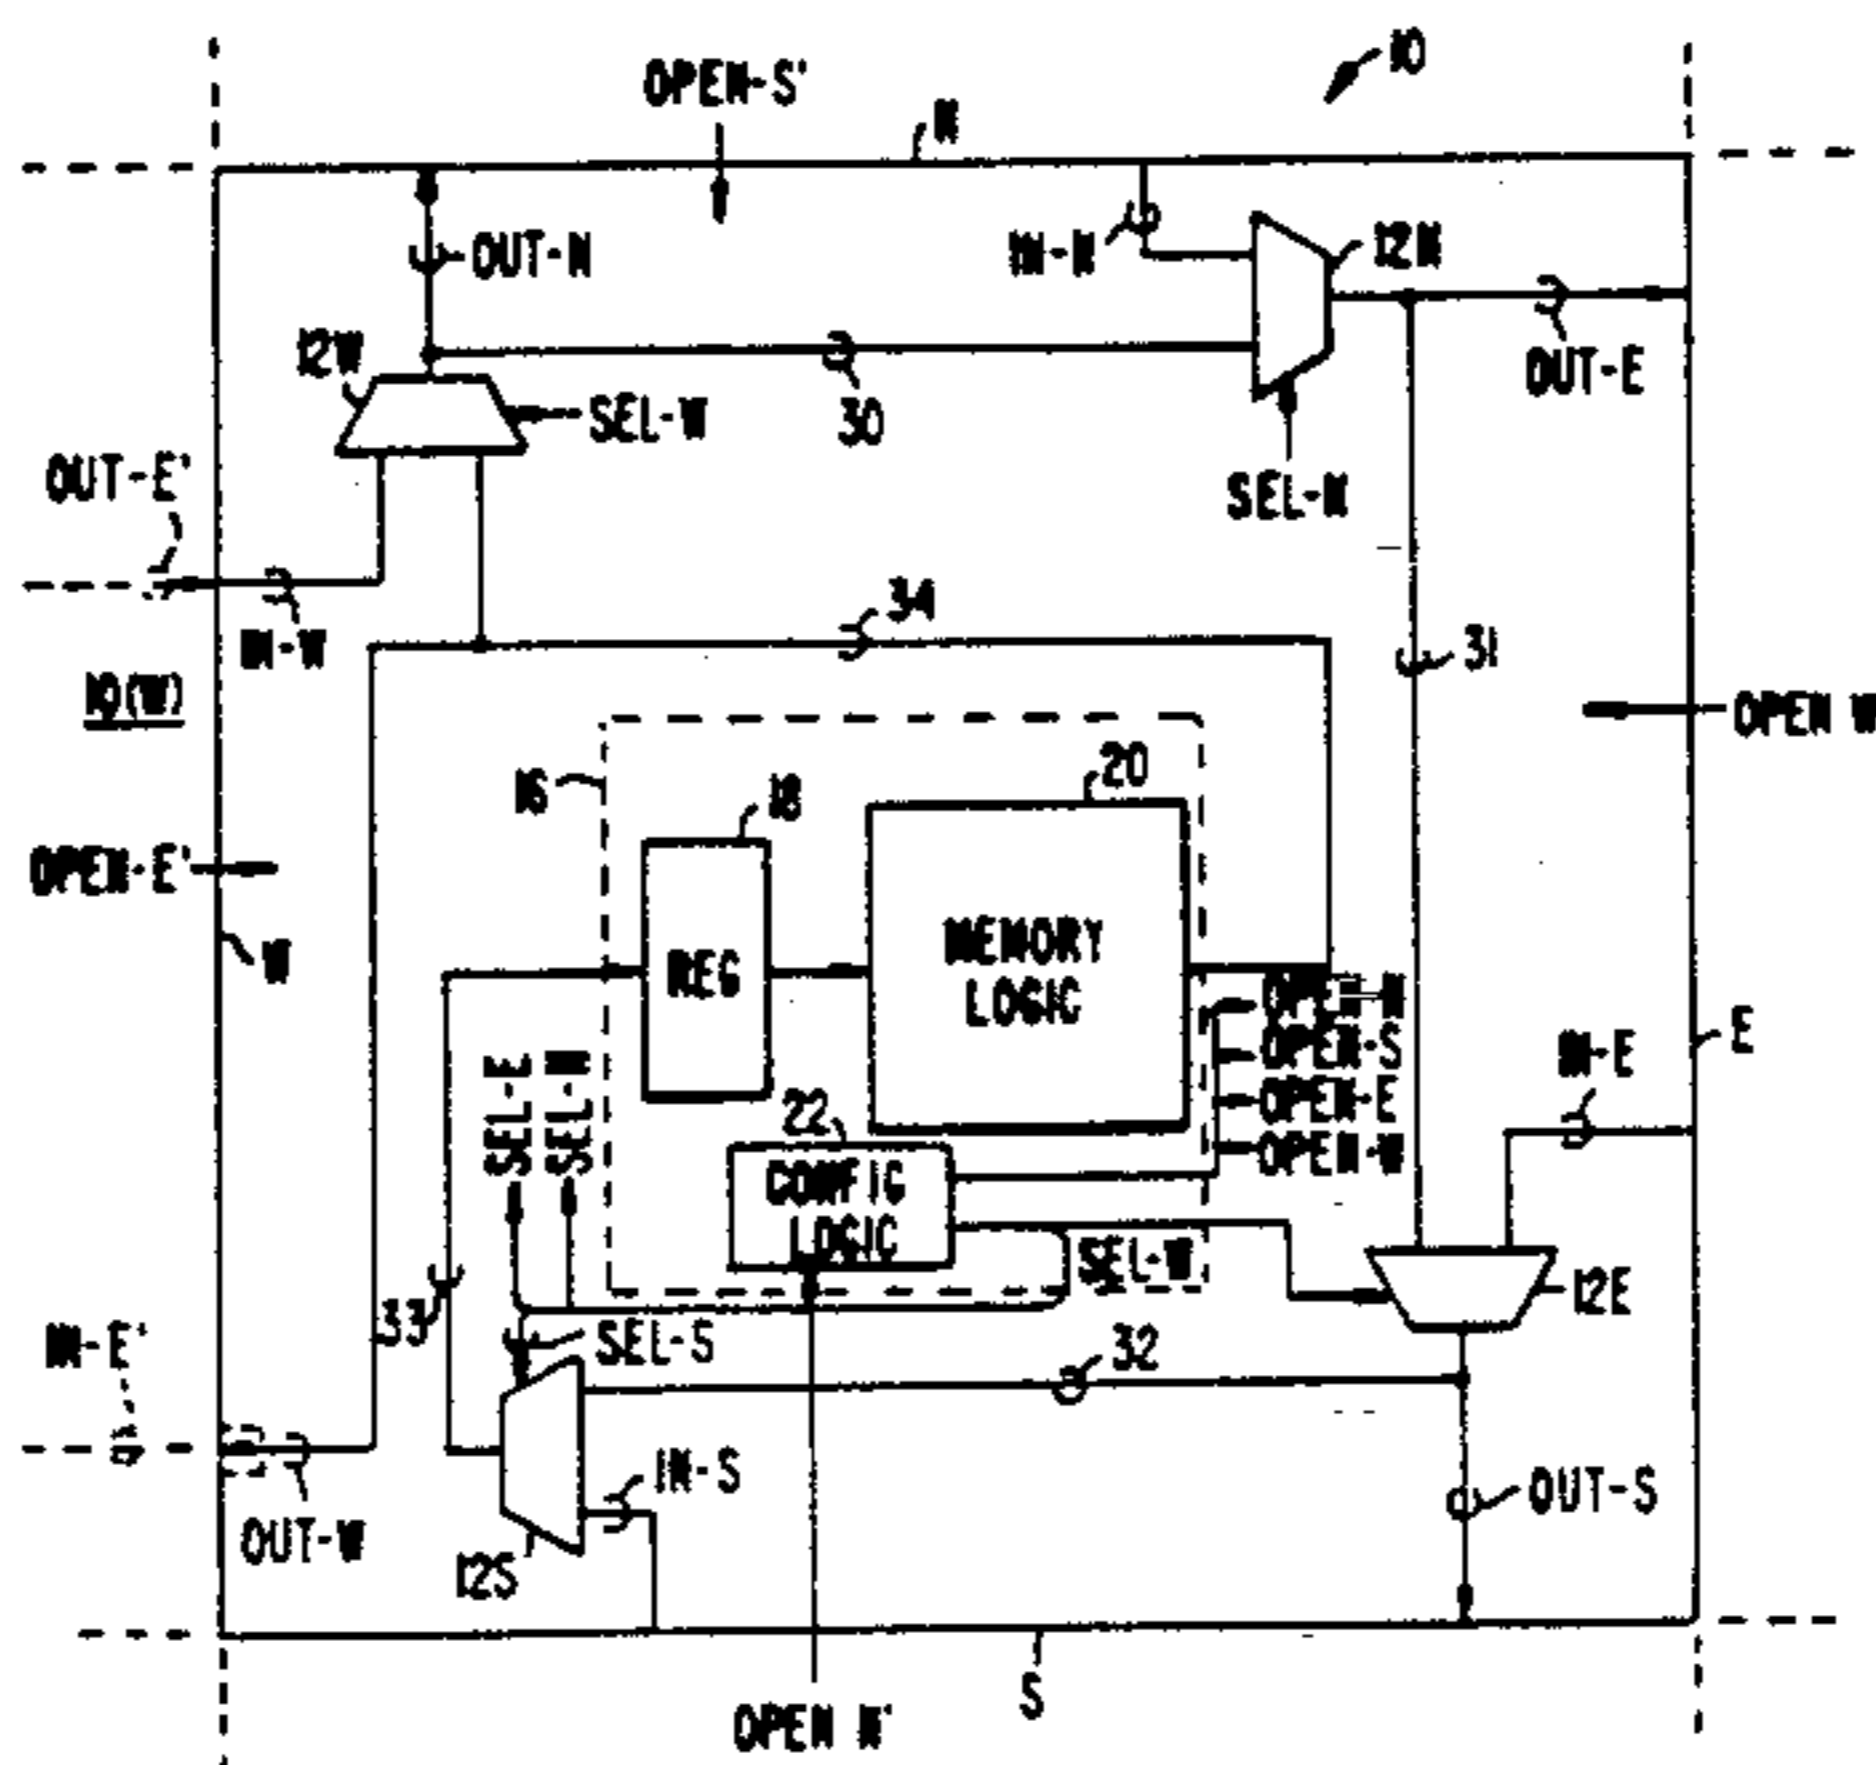 10
OPEN-S'
N
OUT-N
IN-N
12N
12W
SEL-W
30
OUT-E
OUT-E'
SEL-N
IN-W
34
31
10(W)
OPEN W
16
18
20
OPEN-E'
W
REG
MEMORY
LOGIC
OPEN-N
OPEN-S
OPEN-E
OPEN-W
IN-E
E
SEL-E
SEL-N
22
CONFIG
LOGIC
SEL-W
12E
33
IN-E'
SEL-S
32
IN-S
OUT-S
OUT-W
12S
S
OPEN N'